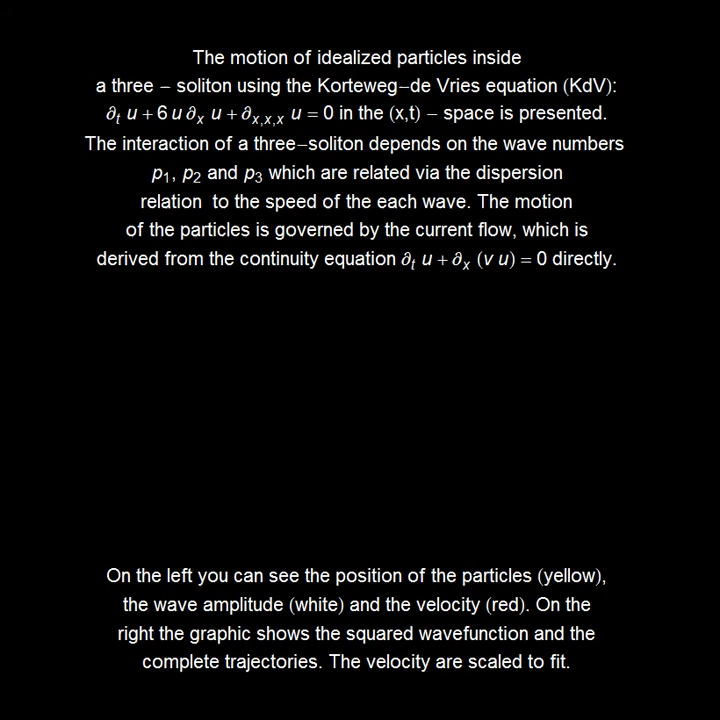 The motion of idealized particles inside
a three − soliton using the Korteweg−de Vries equation (KdV):
∂ₜ u + 6 u ∂ₓ u + ∂ₓ,ₓ,ₓ u = 0 in the (x,t) − space is presented.
The interaction of a three−soliton depends on the wave numbers
p₁, p₂ and p₃ which are related via the dispersion
relation  to the speed of the each wave. The motion
of the particles is governed by the current flow, which is
derived from the continuity equation ∂ₜ u + ∂ₓ (v u) = 0 directly.
On the left you can see the position of the particles (yellow),
the wave amplitude (white) and the velocity (red). On the
right the graphic shows the squared wavefunction and the
complete trajectories. The velocity are scaled to fit.